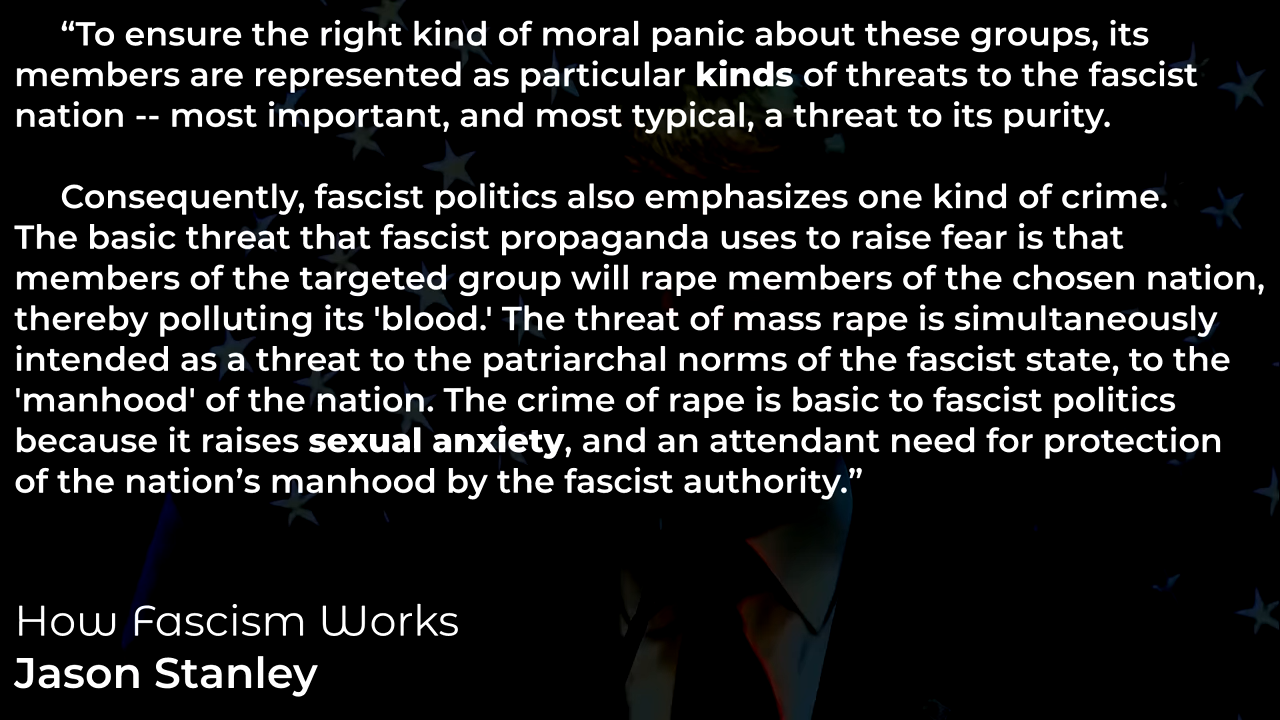 “To ensure the right kind of moral panic about these groups, its
members are represented as particular kinds of threats to the fascist
nation -- most important, and most typical, a threat to its purity.
Consequently, fascist politics also emphasizes one kind of crime.
The basic threat that fascist propaganda uses to raise fear is that
members of the targeted group will rape members of the chosen nation,
thereby polluting its 'blood.' The threat of mass rape is simultaneously
intended as a threat to the patriarchal norms of the fascist state, to the
'manhood' of the nation. The crime of rape is basic to fascist politics
because it raises sexual anxiety, and an attendant need for protection
of the nation’s manhood by the fascist authority.”
How Fascism Works
Jason Stanley